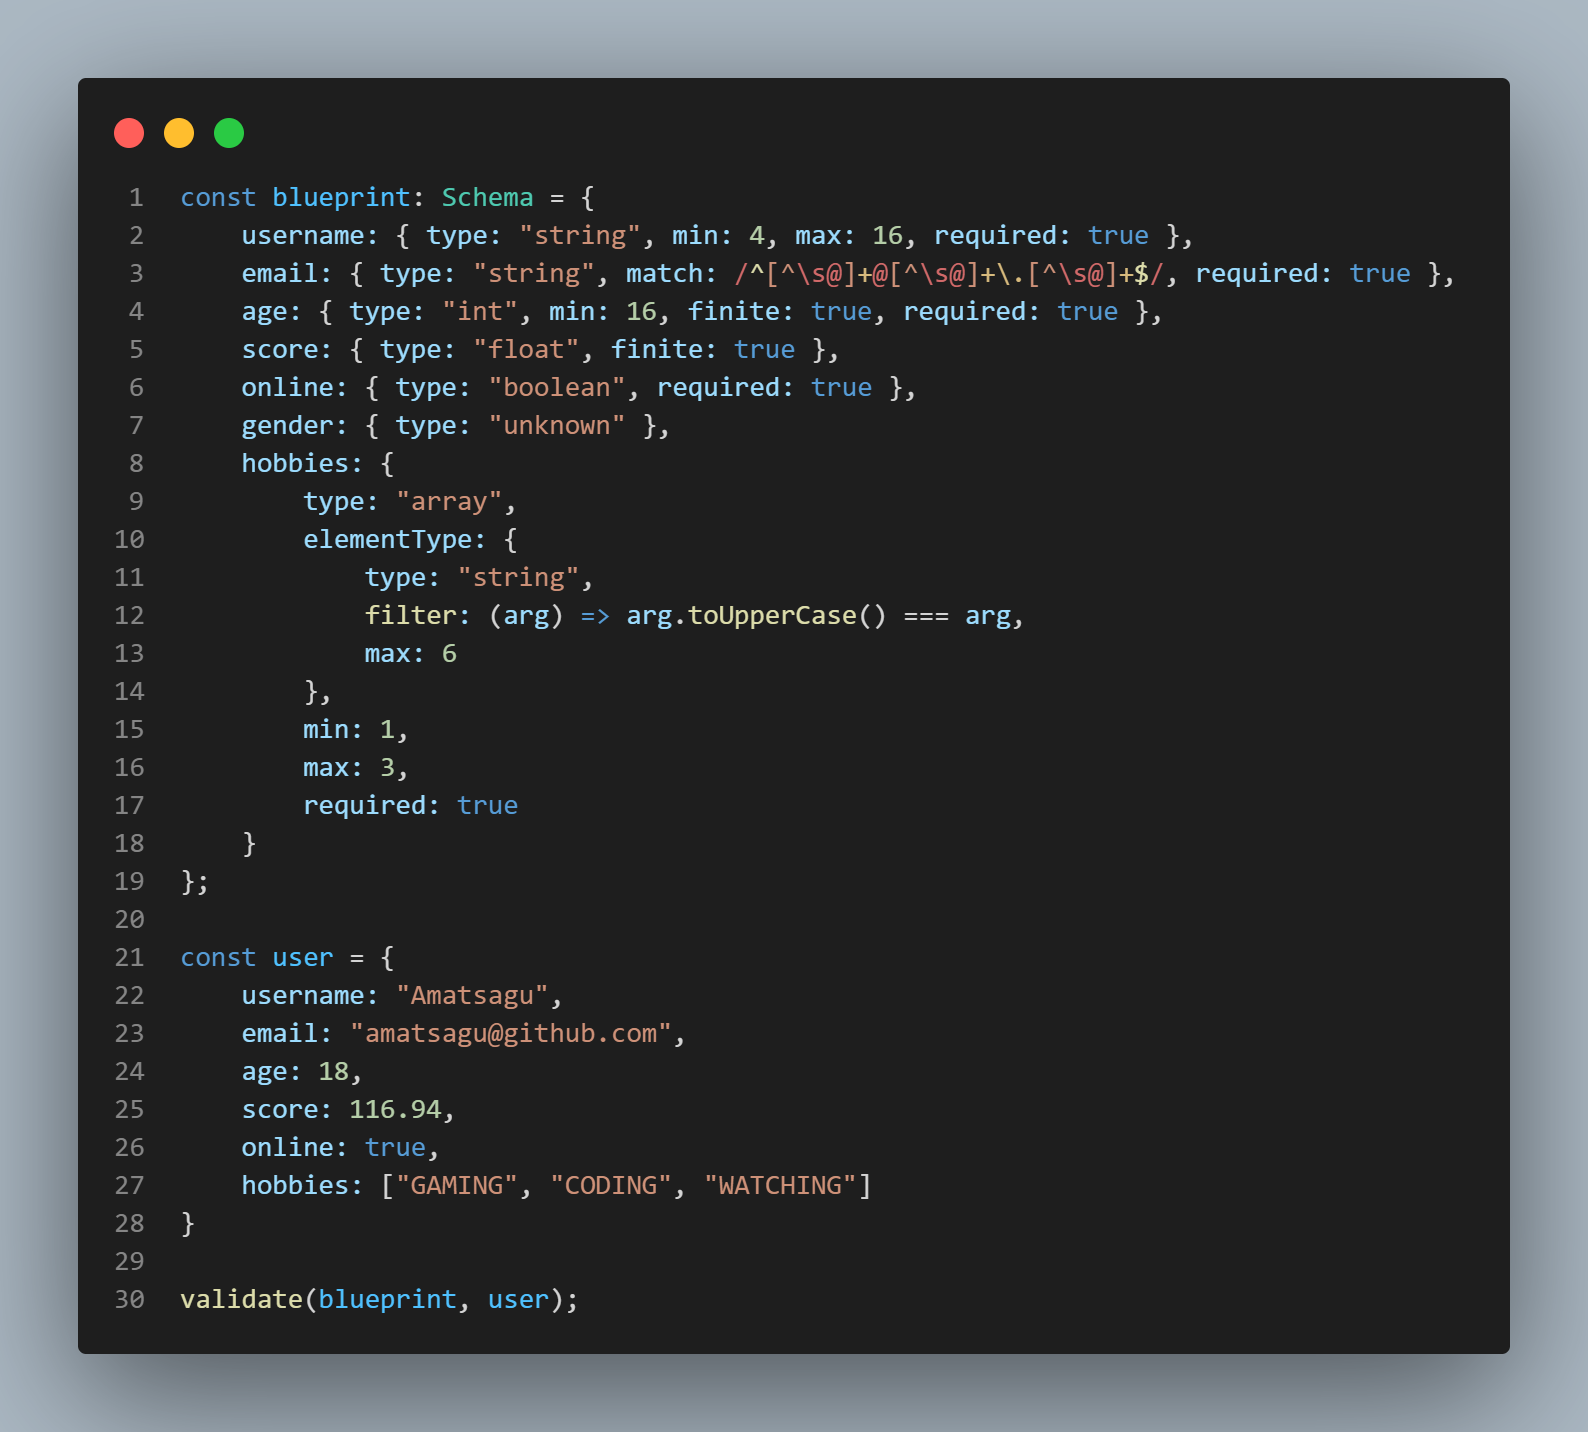 1 const blueprint: Schema = {
2     username: { type: "string", min: 4, max: 16, required: true },
3     email: { type: "string", match: /^[^\s@]+@[^\s@]+\.[^\s@]+$/, required: true },
4     age: { type: "int", min: 16, finite: true, required: true },
5     score: { type: "float", finite: true },
6     online: { type: "boolean", required: true },
7     gender: { type: "unknown" },
8     hobbies: {
9         type: "array",
10         elementType: {
11             type: "string",
12             filter: (arg) => arg.toUpperCase() === arg,
13             max: 6
14         },
15         min: 1,
16         max: 3,
17         required: true
18     }
19 };
20
21 const user = {
22     username: "Amatsagu",
23     email: "amatsagu@github.com",
24     age: 18,
25     score: 116.94,
26     online: true,
27     hobbies: ["GAMING", "CODING", "WATCHING"]
28 }
29
30 validate(blueprint, user);